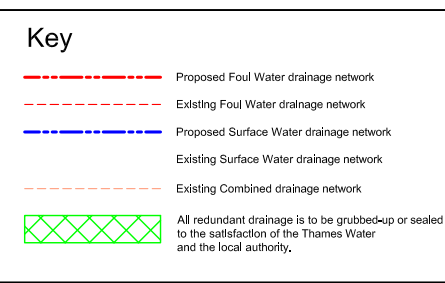 Key
Proposed Foul Water drainage network
Existing Foul Water drainage network
Proposed Surface Water drainage network
Existing Surface Water drainage network
Existing Combined drainage network
All redundant drainage is to be grubbed-up or sealed
to the satisfaction of the Thames Water
and the local authority.